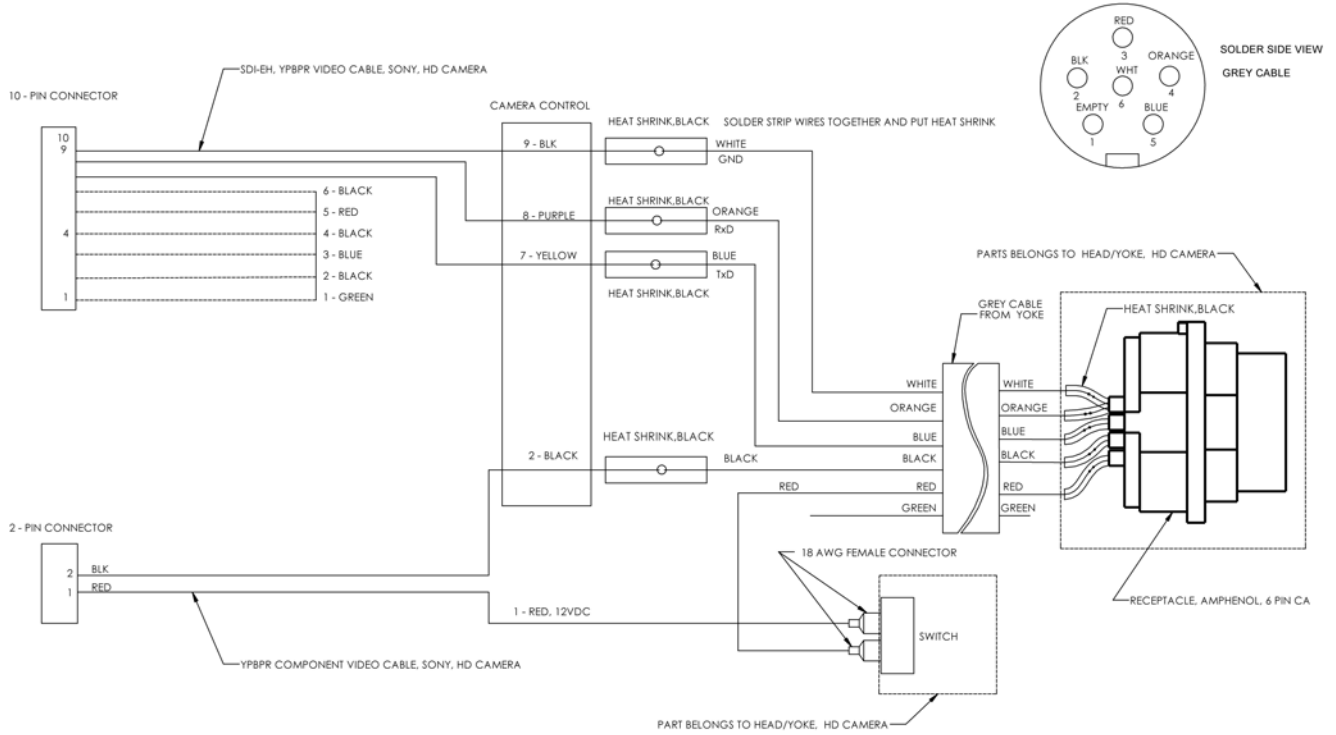 RED
3
SOLDER SIDE VIEW
BLK
ORANGE
GREY CABLE
WHT
2
4
6
EMPTY
BLUE
1
5
SDI-EH, YPBPR VIDEO CABLE, SONY, HD CAMERA
10 - PIN CONNECTOR
CAMERA CONTROL
HEAT SHRINK,BLACK
SOLDER STRIP WIRES TOGETHER AND PUT HEAT SHRINK
10
9
9 - BLK
WHITE
GND
6 - BLACK
5 - RED
4
4 - BLACK
3 - BLUE
2 - BLACK
1
1 - GREEN
HEAT SHRINK,BLACK
8 - PURPLE
ORANGE
RxD
7 - YELLOW
BLUE
TxD
HEAT SHRINK,BLACK
PARTS BELONGS TO HEAD/YOKE, HD CAMERA
GREY CABLE
FROM YOKE
HEAT SHRINK,BLACK
WHITE
WHITE
ORANGE
ORANGE
BLUE
BLUE
HEAT SHRINK,BLACK
2 - BLACK
BLACK
BLACK
BLACK
RED
RED
RED
GREEN
GREEN
2 - PIN CONNECTOR
18 AWG FEMALE CONNECTOR
2
BLK
1
RED
1 - RED, 12VDC
RECEPTACLE, AMPHENOL, 6 PIN CA
SWITCH
YPBPR COMPONENT VIDEO CABLE, SONY, HD CAMERA
PART BELONGS TO HEAD/YOKE, HD CAMERA